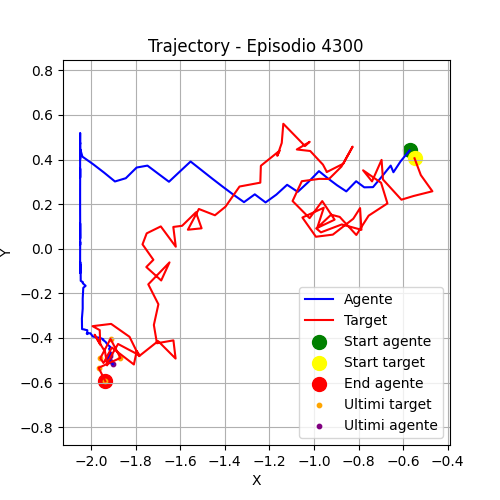 Trajectory - Episodio 4300
Y
0.8
0.6
0.4
0.2
0.0
−0.2
−0.4
−0.6
−0.8
Agente
Target
Start agente
Start target
End agente
Ultimi target
Ultimi agente
−2.0 −1.8 −1.6 −1.4 −1.2 −1.0 −0.8 −0.6 −0.4
X